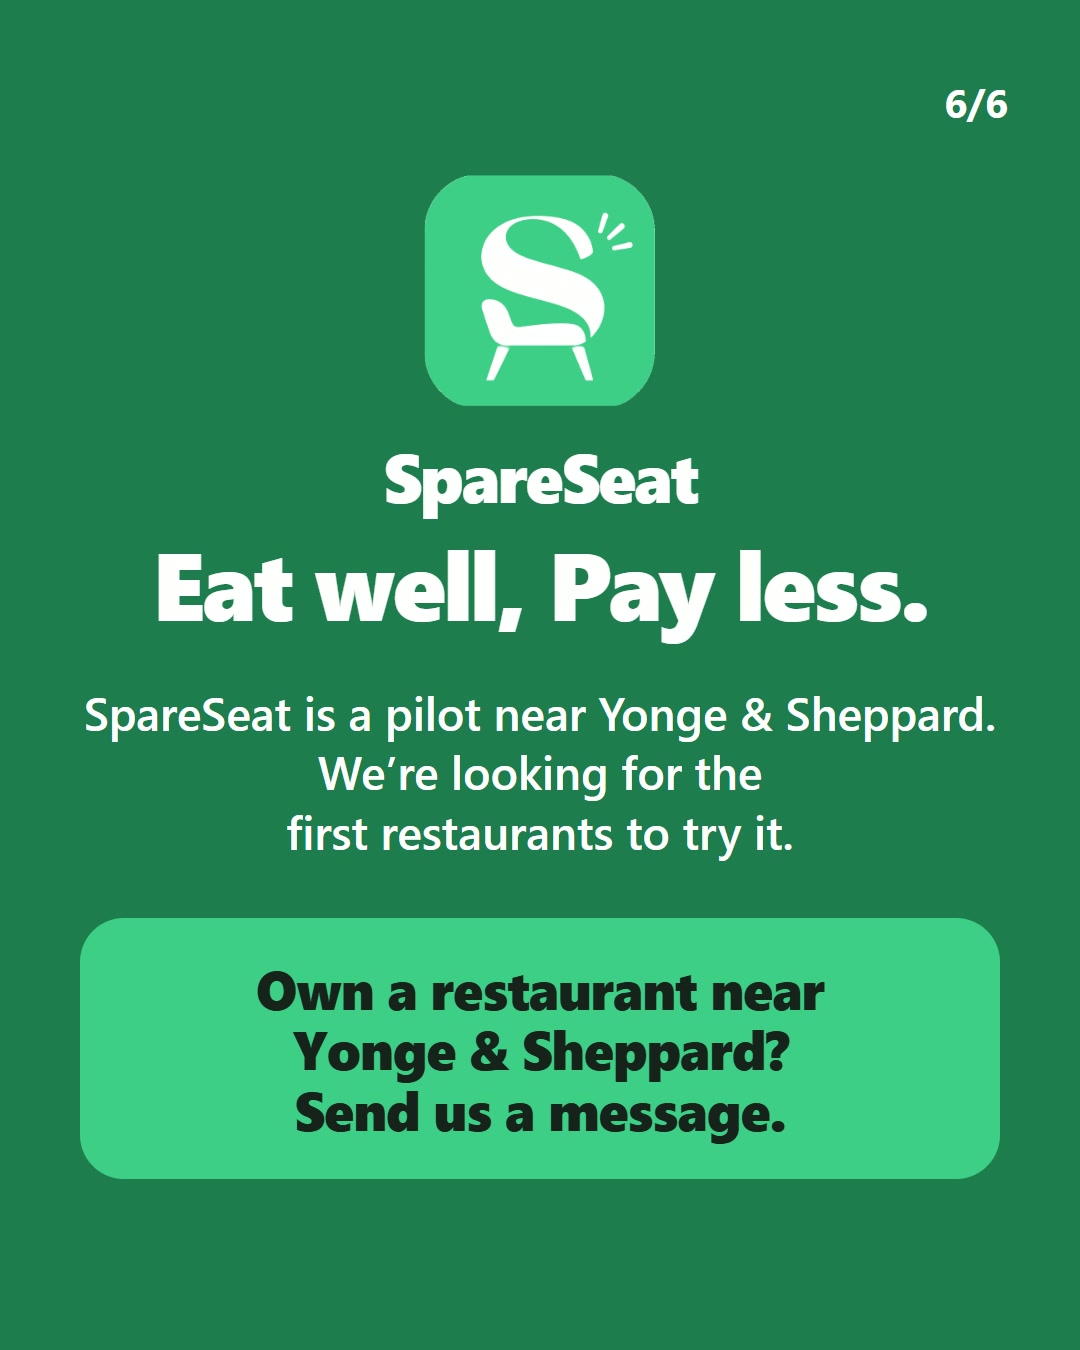 6/6
SpareSeat
Eat well, Pay less.
SpareSeat is a pilot near Yonge & Sheppard.
We’re looking for the
first restaurants to try it.
Own a restaurant near
Yonge & Sheppard?
Send us a message.